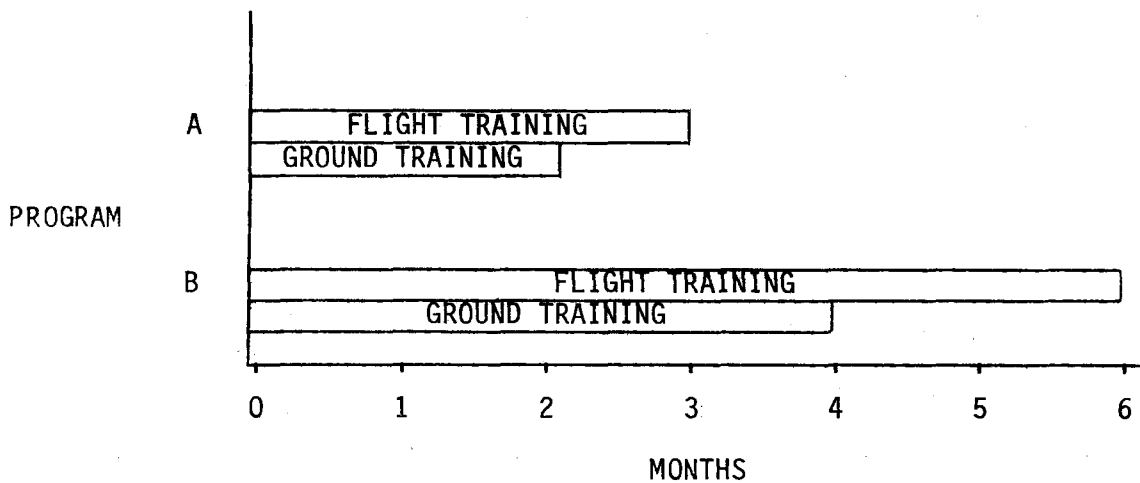 A
FLIGHT TRAINING
GROUND TRAINING
PROGRAM
B
FLIGHT TRAINING
GROUND TRAINING
0 1 2 3 4 5 6
MONTHS